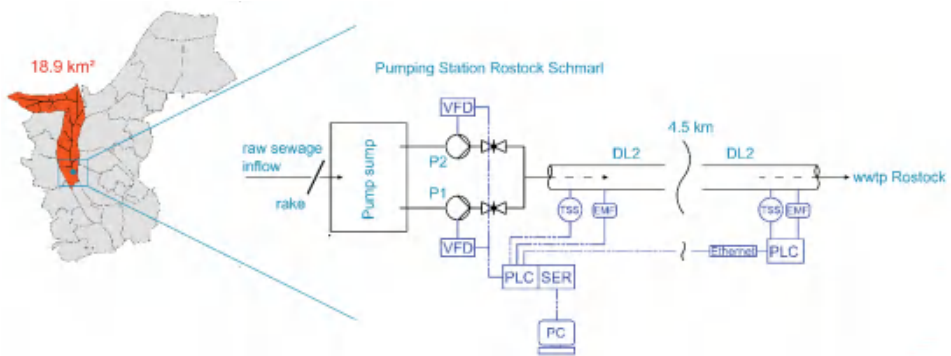 18.9 km²
Pumping Station Rostock Schmarl
VFD
4.5 km
raw sewage
inflow
rake
Pump sump
P2
P1
DL2
DL2
wwtp Rostock
TSS
EMF
TSS
EMF
VFD
PLC
SER
Ethernet
PLC
PC